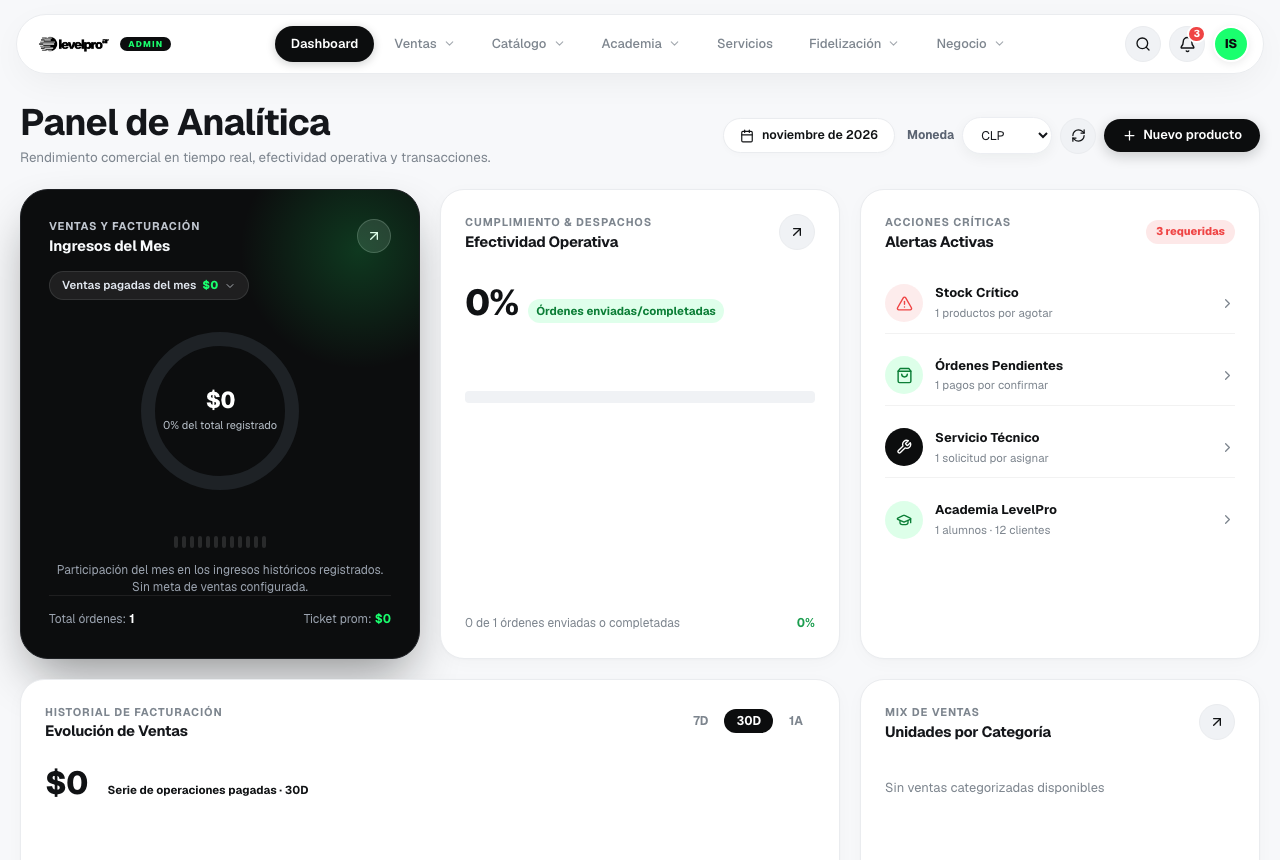 levelpro ADMIN
Dashboard Ventas Catálogo Academia Servicios Fidelización Negocio
3
IS
Panel de Analítica
Rendimiento comercial en tiempo real, efectividad operativa y transacciones.
noviembre de 2026 Moneda CLP Nuevo producto
VENTAS Y FACTURACIÓN
Ingresos del Mes
Ventas pagadas del mes $0
$0
0% del total registrado
Participación del mes en los ingresos históricos registrados.
Sin meta de ventas configurada.
Total órdenes: 1 Ticket prom: $0
CUMPLIMIENTO & DESPACHOS
Efectividad Operativa
0% Órdenes enviadas/completadas
0 de 1 órdenes enviadas o completadas 0%
ACCIONES CRÍTICAS
Alertas Activas
3 requeridas
Stock Crítico
1 productos por agotar
Órdenes Pendientes
1 pagos por confirmar
Servicio Técnico
1 solicitud por asignar
Academia LevelPro
1 alumnos · 12 clientes
HISTORIAL DE FACTURACIÓN
Evolución de Ventas
7D 30D 1A
$0 Serie de operaciones pagadas · 30D
MIX DE VENTAS
Unidades por Categoría
Sin ventas categorizadas disponibles